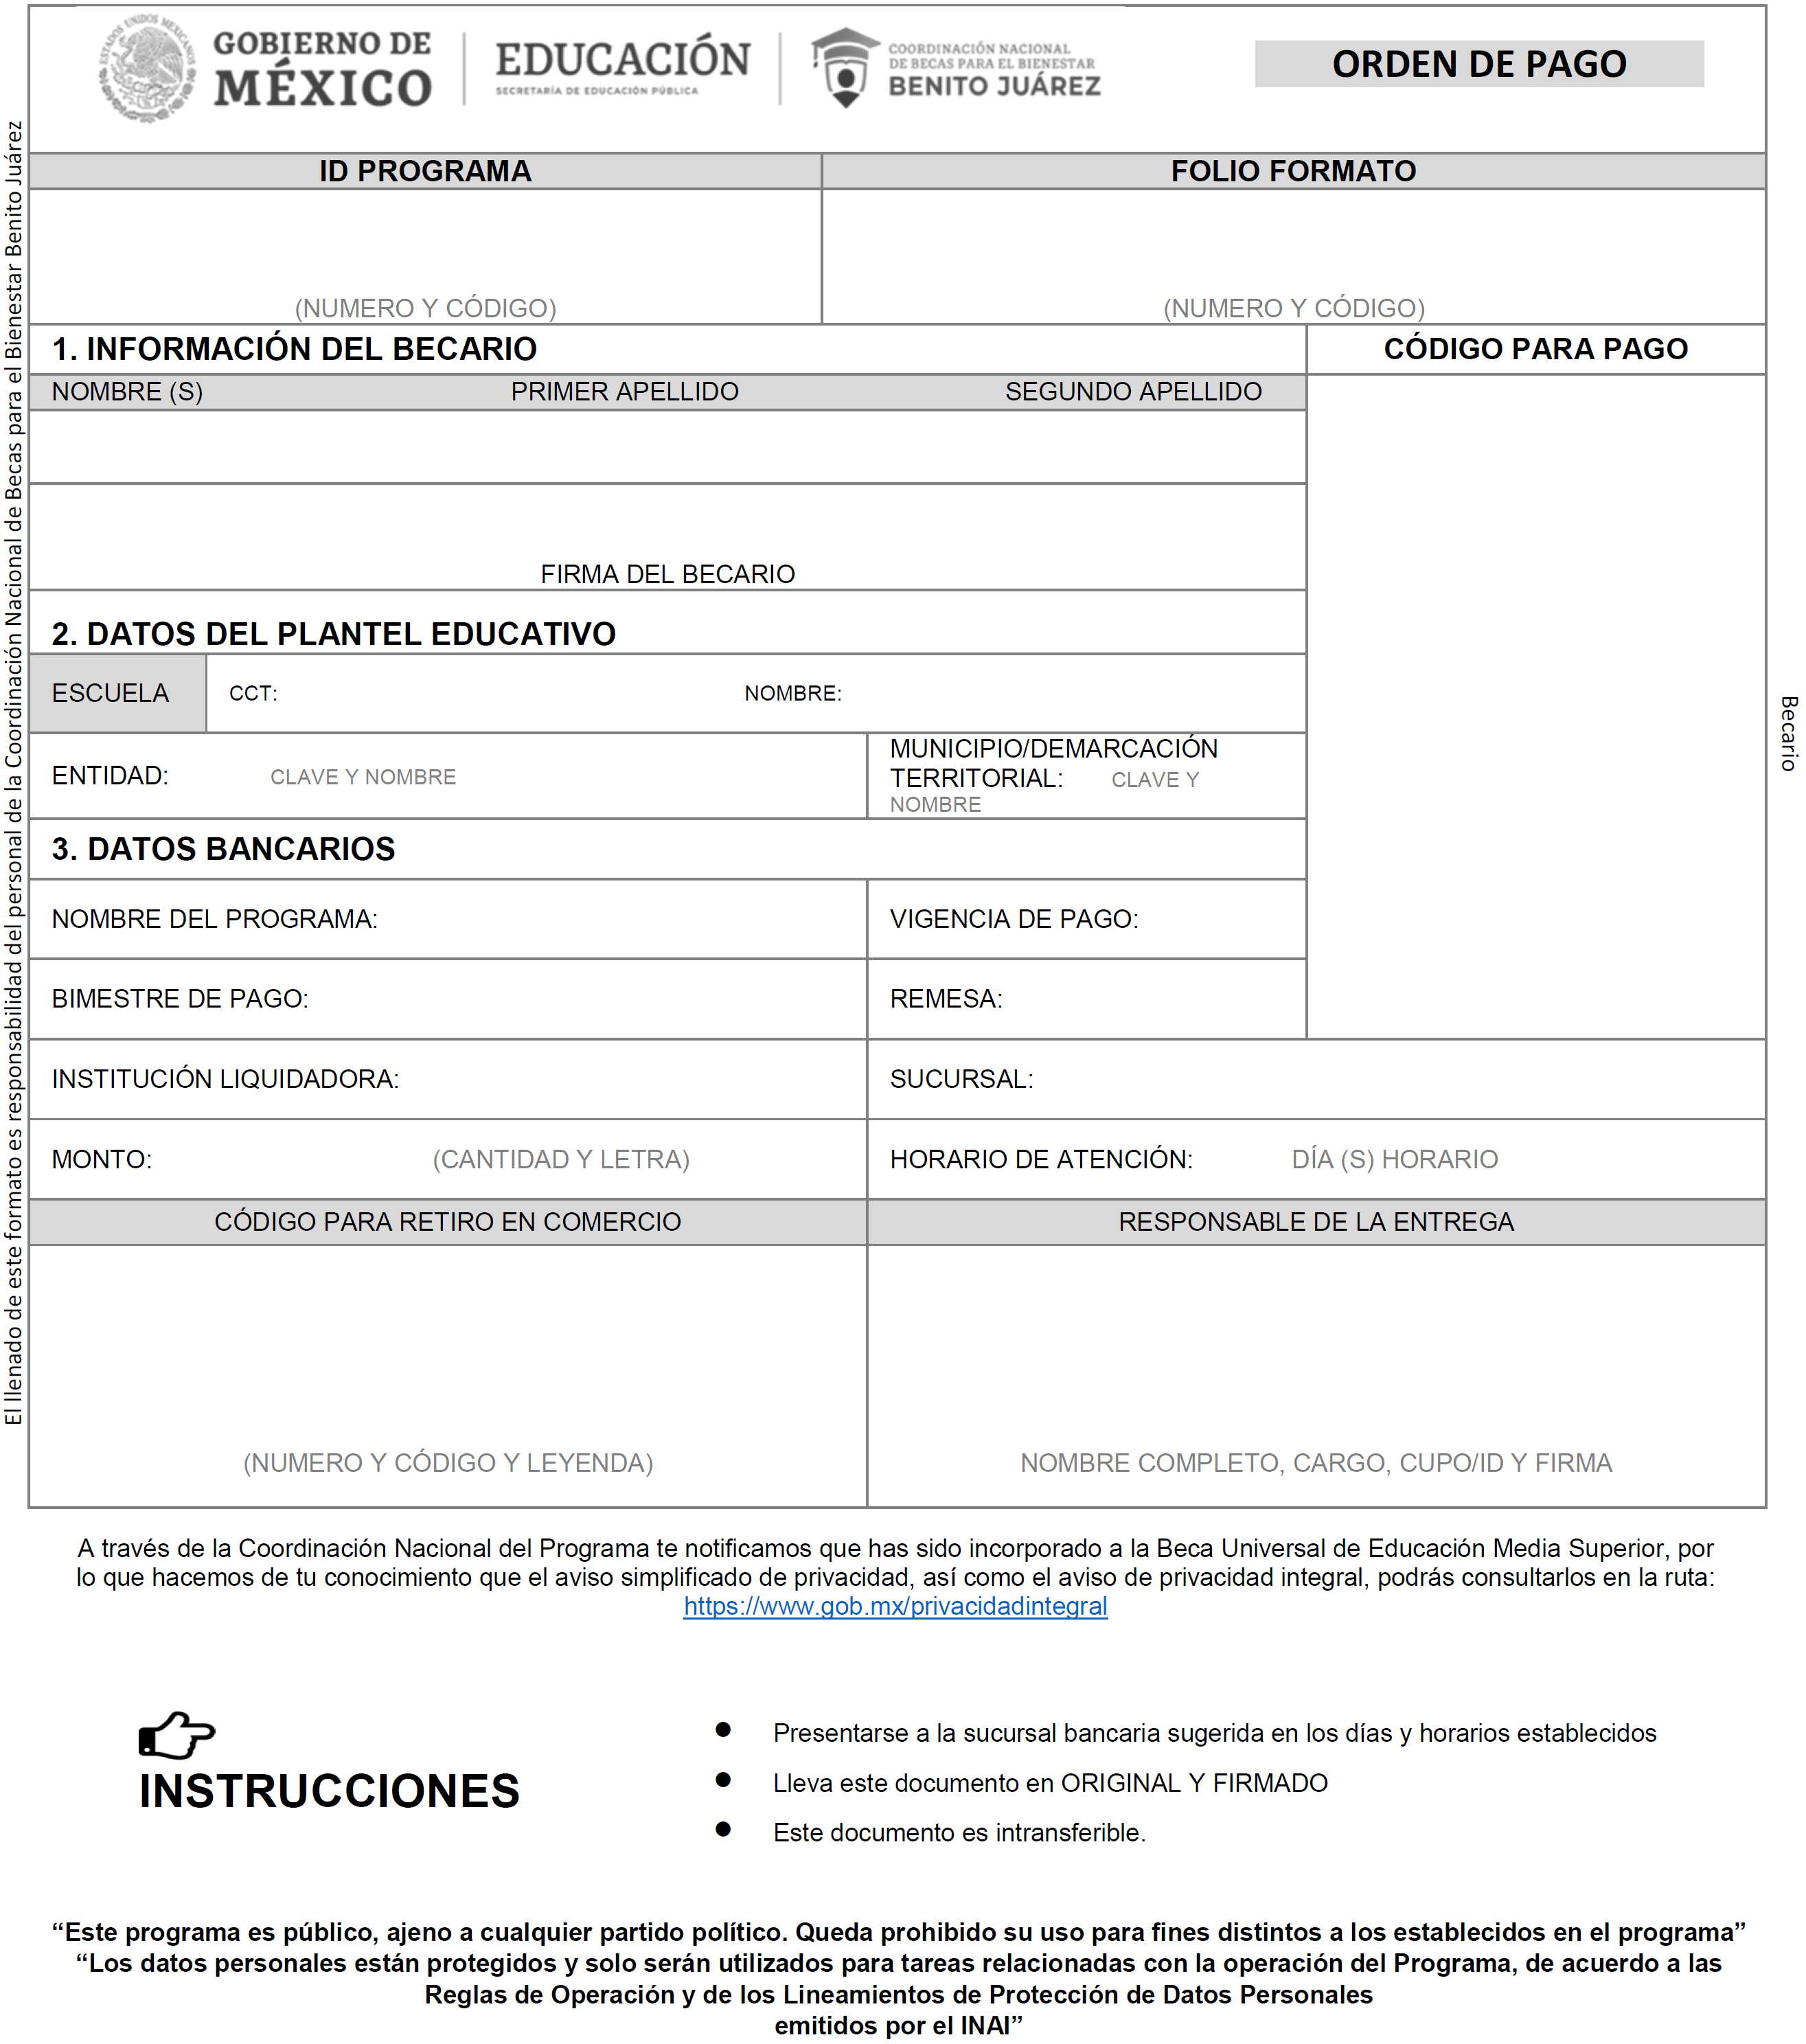 ESTADOS UNIDOS MEXICANOS
GOBIERNO DE
MÉXICO
EDUCACIÓN
SECRETARÍA DE EDUCACIÓN PÚBLICA
COORDINACIÓN NACIONAL
DE BECAS PARA EL BIENESTAR
BENITO JUÁREZ
ORDEN DE PAGO
ID PROGRAMA
FOLIO FORMATO
(NUMERO Y CÓDIGO)
(NUMERO Y CÓDIGO)
1. INFORMACIÓN DEL BECARIO
CÓDIGO PARA PAGO
NOMBRE (S) PRIMER APELLIDO SEGUNDO APELLIDO
FIRMA DEL BECARIO
2. DATOS DEL PLANTEL EDUCATIVO
ESCUELA CCT: NOMBRE:
ENTIDAD: CLAVE Y NOMBRE
MUNICIPIO/DEMARCACIÓN
TERRITORIAL: CLAVE Y
NOMBRE
3. DATOS BANCARIOS
NOMBRE DEL PROGRAMA:
VIGENCIA DE PAGO:
BIMESTRE DE PAGO:
REMESA:
INSTITUCIÓN LIQUIDADORA:
SUCURSAL:
MONTO: (CANTIDAD Y LETRA)
HORARIO DE ATENCIÓN: DÍA (S) HORARIO
CÓDIGO PARA RETIRO EN COMERCIO
RESPONSABLE DE LA ENTREGA
(NUMERO Y CÓDIGO Y LEYENDA)
NOMBRE COMPLETO, CARGO, CUPO/ID Y FIRMA
El llenado de este formato es responsabilidad del personal de la Coordinación Nacional de Becas para el Bienestar Benito Juárez
Becario
A través de la Coordinación Nacional del Programa te notificamos que has sido incorporado a la Beca Universal de Educación Media Superior, por
lo que hacemos de tu conocimiento que el aviso simplificado de privacidad, así como el aviso de privacidad integral, podrás consultarlos en la ruta:
https://www.gob.mx/privacidadintegral
INSTRUCCIONES
● Presentarse a la sucursal bancaria sugerida en los días y horarios establecidos
● Lleva este documento en ORIGINAL Y FIRMADO
● Este documento es intransferible.
“Este programa es público, ajeno a cualquier partido político. Queda prohibido su uso para fines distintos a los establecidos en el programa”
“Los datos personales están protegidos y solo serán utilizados para tareas relacionadas con la operación del Programa, de acuerdo a las
Reglas de Operación y de los Lineamientos de Protección de Datos Personales
emitidos por el INAI”